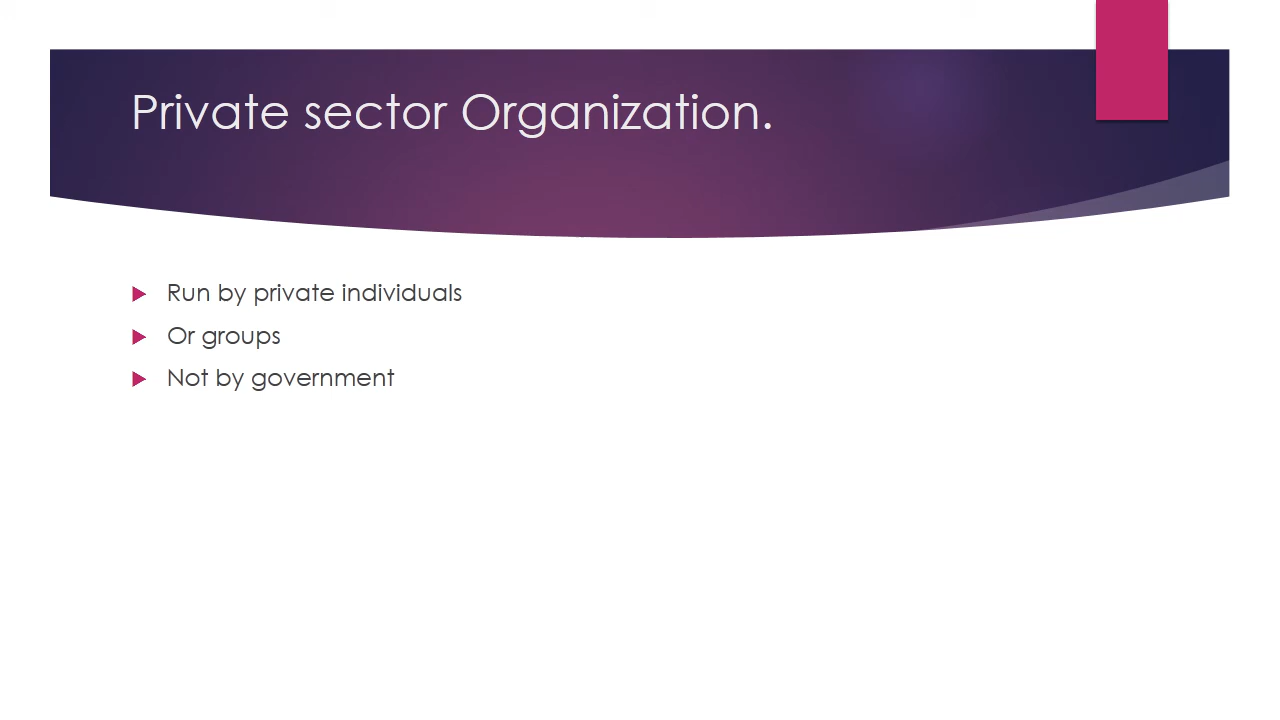 Private sector Organization.
Run by private individuals
Or groups
Not by government